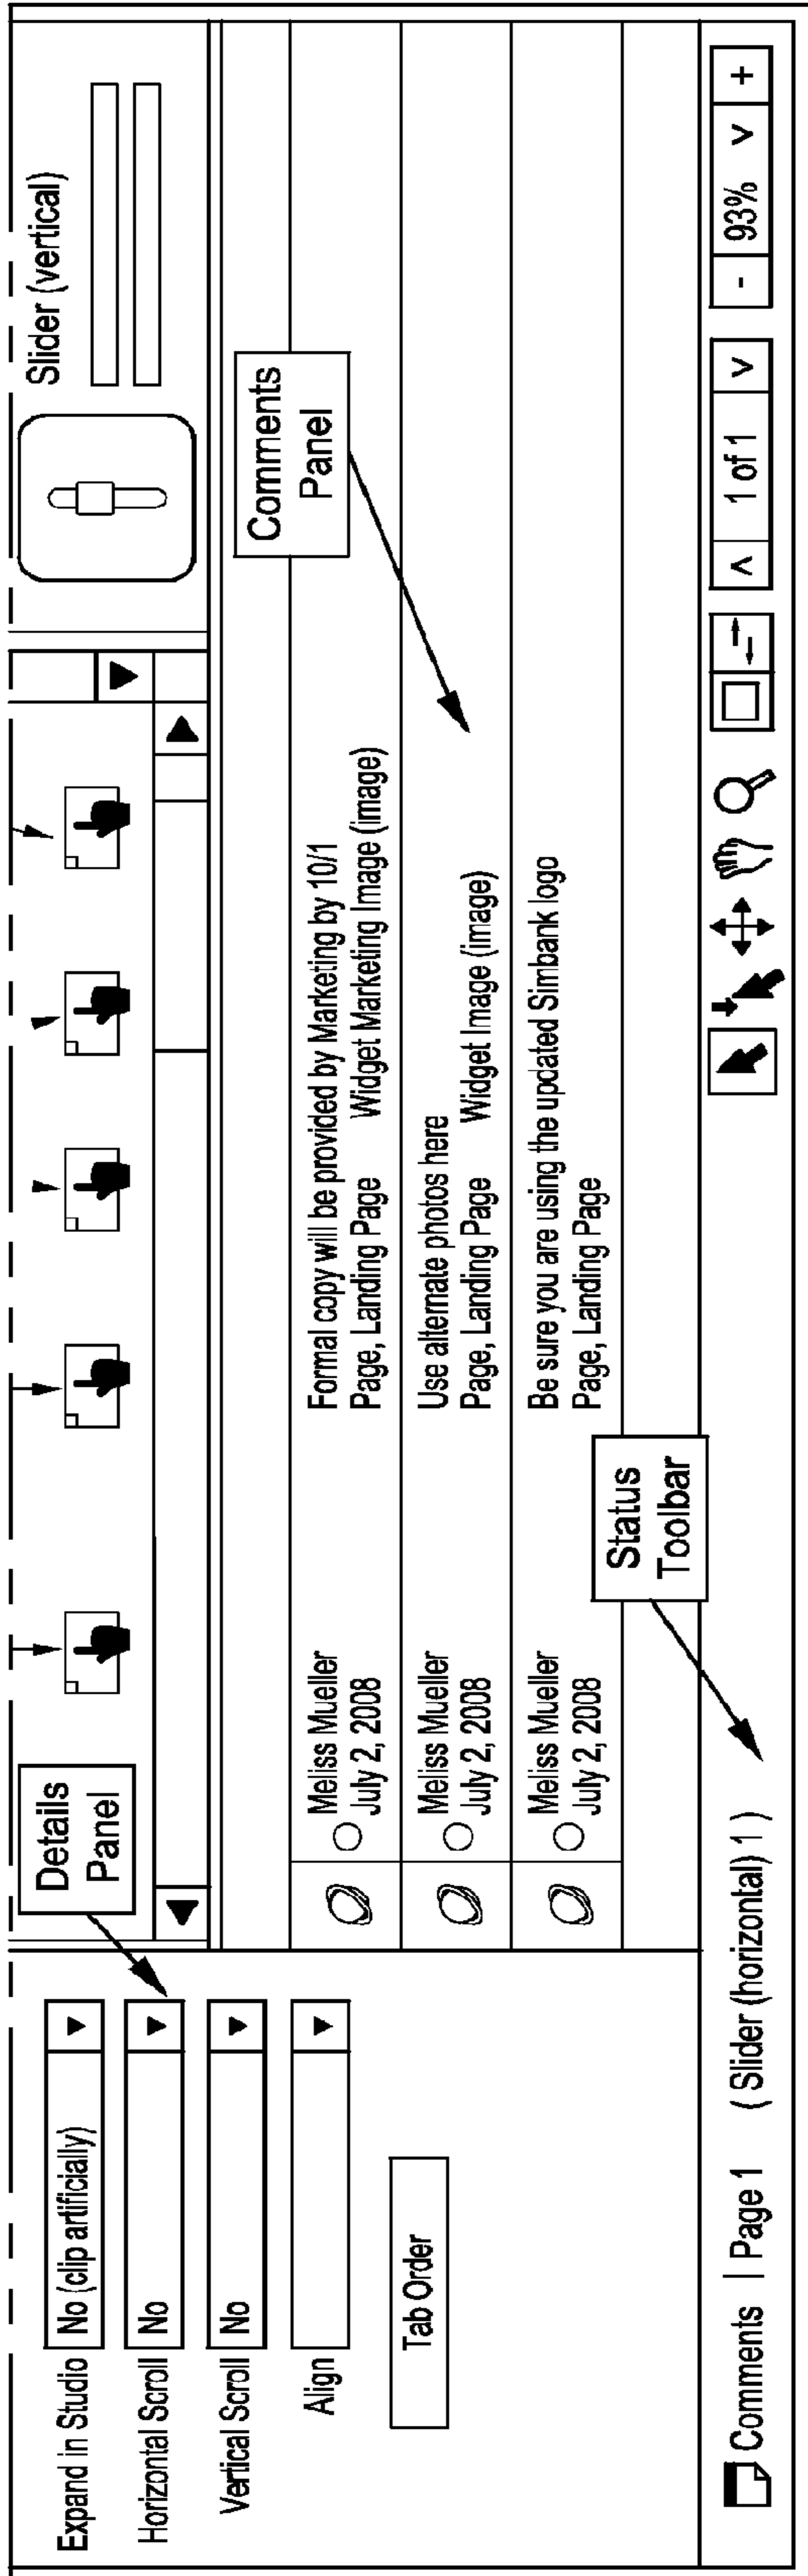 Expand in Studio No (clip artificially)
Horizontal Scroll No
Vertical Scroll No
Align
Tab Order
Details
Panel
Slider (vertical)
Comments
Panel
Meliss Mueller
July 2, 2008
Formal copy will be provided by Marketing by 10/1
Page, Landing Page Widget Marketing Image (image)
Meliss Mueller
July 2, 2008
Use alternate photos here
Page, Landing Page Widget Image (image)
Meliss Mueller
July 2, 2008
Be sure you are using the updated Simbank logo
Page, Landing Page
Status
Toolbar
Comments | Page 1 ( Slider (horizontal) 1 )
1 of 1
- 93% +